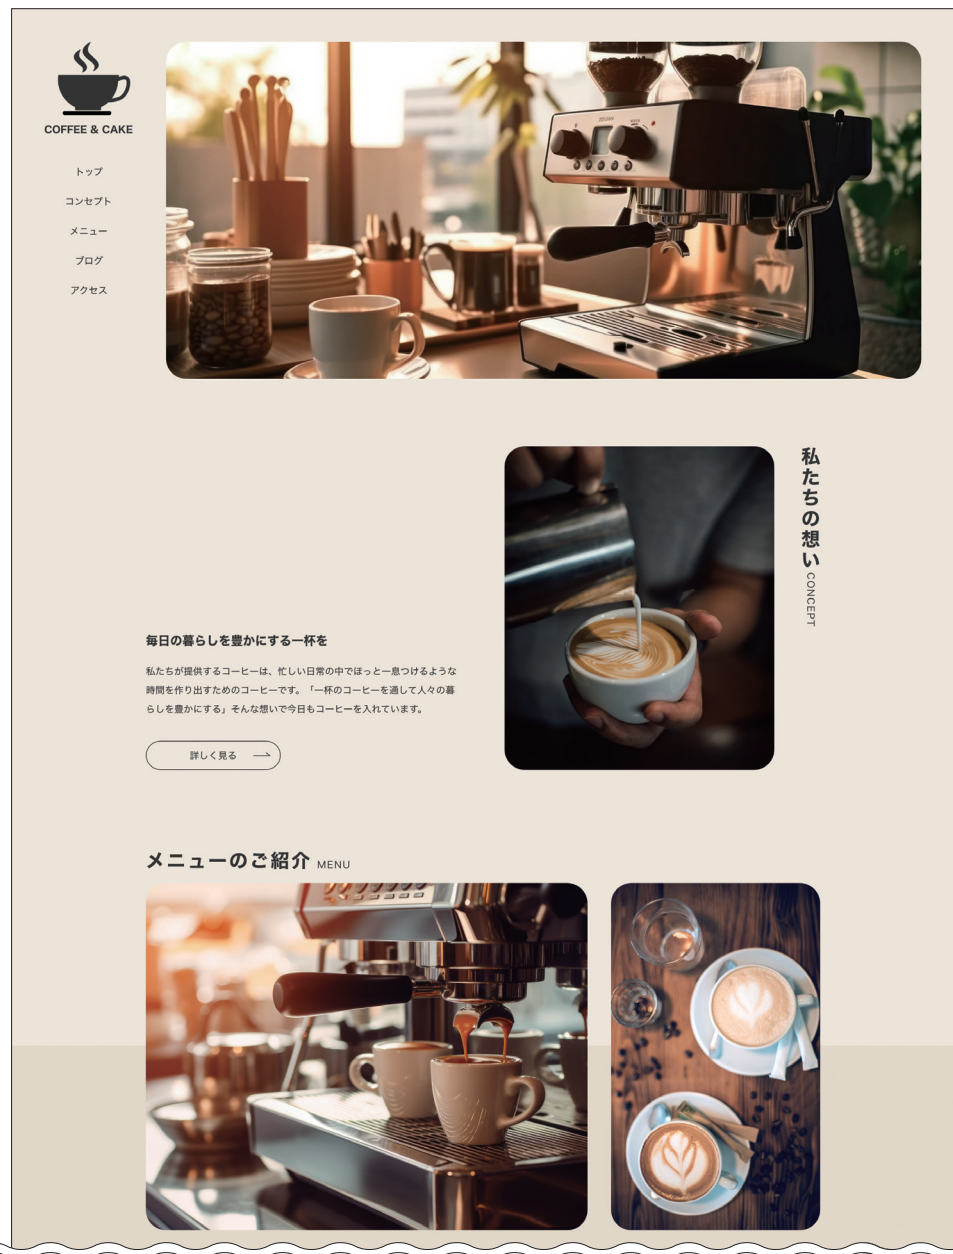 COFFEE & CAKE
トップ
コンセプト
メニュー
ブログ
アクセス
私たちの想い CONCEPT
毎日の暮らしを豊かにする一杯を
私たちが提供するコーヒーは、忙しい日常の中でほっと一息つけるような
時間を作り出すためのコーヒーです。「一杯のコーヒーを通して人々の暮
らしを豊かにする」そんな想いで今日もコーヒーを入れています。
詳しく見る
メニューのご紹介 MENU